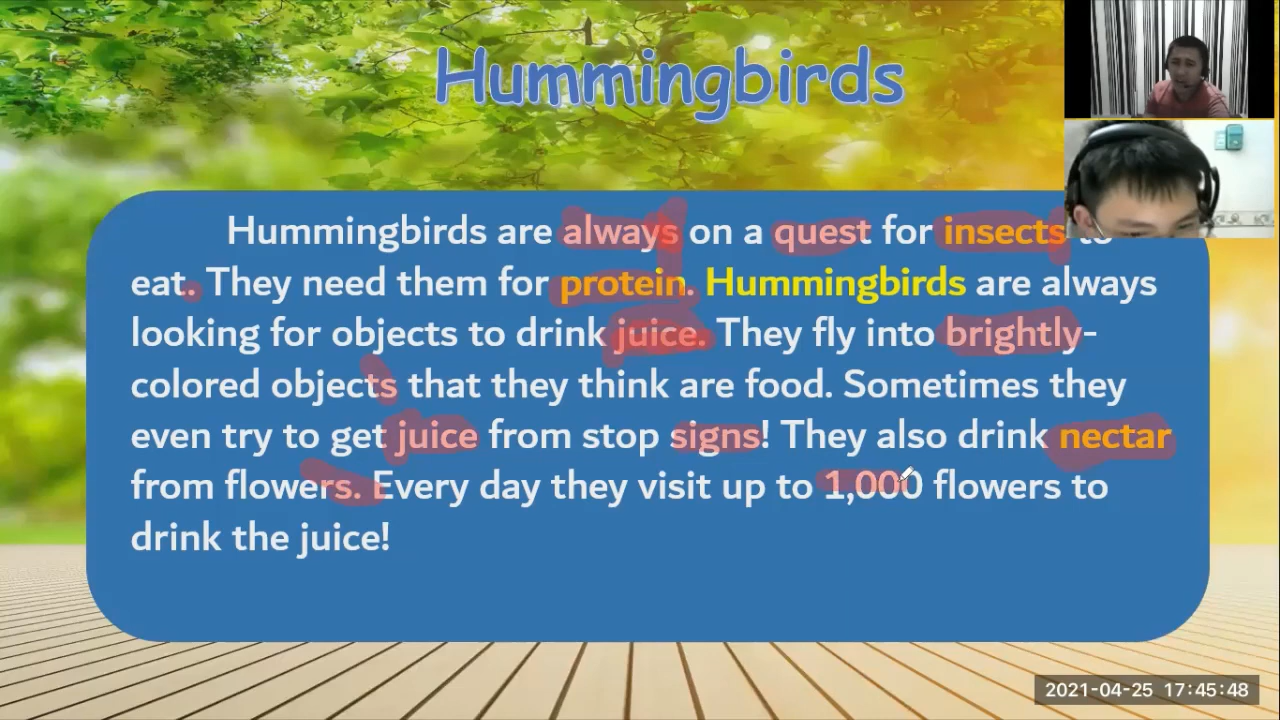 Hummingbirds
Hummingbirds are always on a quest for insects to
eat. They need them for protein. Hummingbirds are always
looking for objects to drink juice. They fly into brightly-
colored objects that they think are food. Sometimes they
even try to get juice from stop signs! They also drink nectar
from flowers. Every day they visit up to 1,000 flowers to
drink the juice!
2021-04-25 17:45:48